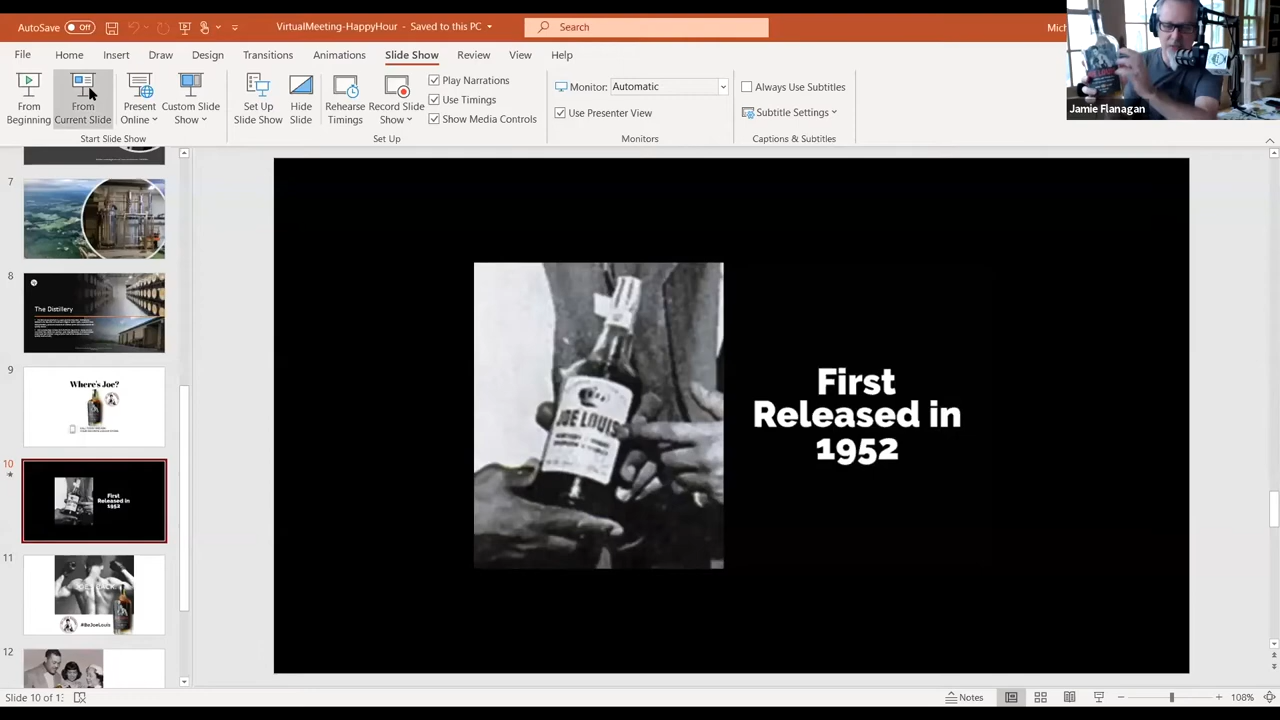 AutoSave Off
VirtualMeeting-HappyHour - Saved to this PC
Search
Mich
Jamie Flanagan
File Home Insert Draw Design Transitions Animations Slide Show Review View Help
From Beginning
From Current Slide
Present Online
Custom Slide Show
Start Slide Show
Set Up Slide Show
Hide Slide
Rehearse Timings
Record Slide Show
Play Narrations
Use Timings
Show Media Controls
Set Up
Monitor: Automatic
Use Presenter View
Monitors
Always Use Subtitles
Subtitle Settings
Captions & Subtitles
7
8
The Distillery
9
Where's Joe?
10
First
Released in
1952
11
#BeJoeLouis
12
JOE LOUIS
First
Released in
1952
Slide 10 of 13
Notes
108%